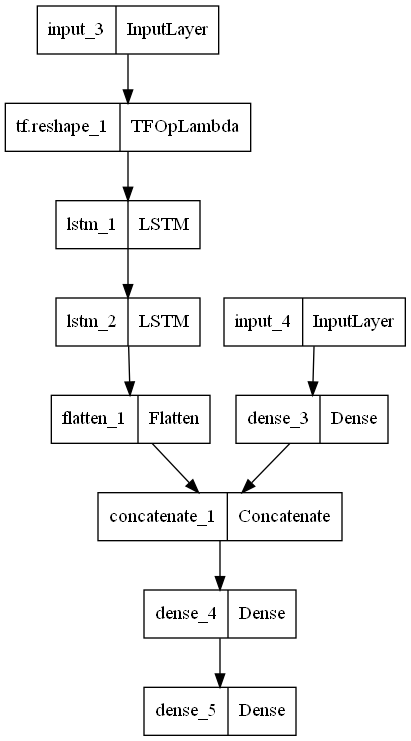 input_3 InputLayer
tf.reshape_1 TFOpLambda
lstm_1 LSTM
lstm_2 LSTM
input_4 InputLayer
flatten_1 Flatten
dense_3 Dense
concatenate_1 Concatenate
dense_4 Dense
dense_5 Dense